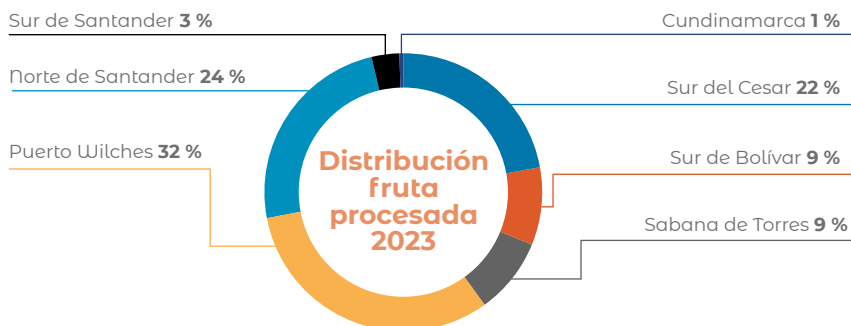 Sur de Santander 3 %
Norte de Santander 24 %
Puerto Wilches 32 %
Distribución
fruta
procesada
2023
Cundinamarca 1 %
Sur del Cesar 22 %
Sur de Bolívar 9 %
Sabana de Torres 9 %